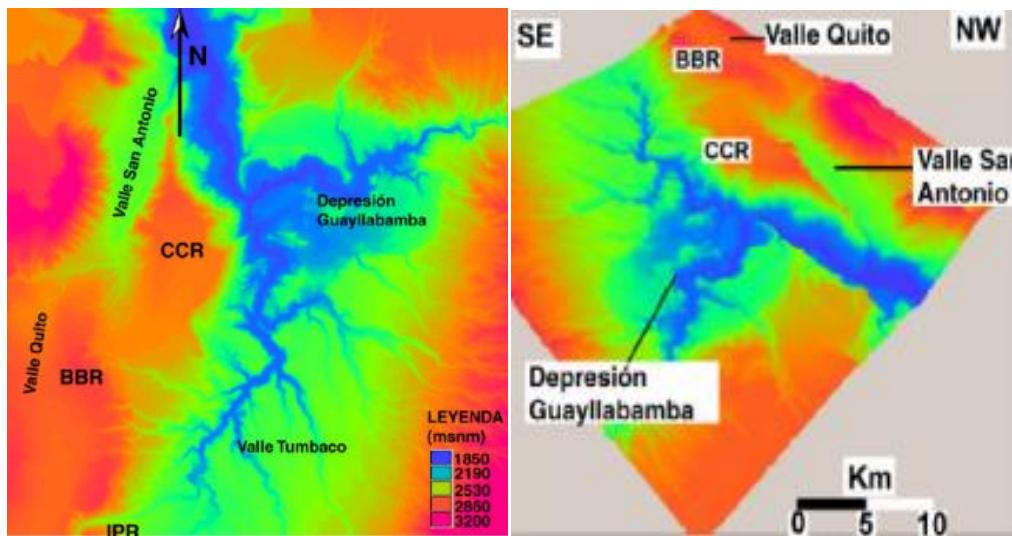 N
Valle San Antonio
Depresión
Guayllabamba
CCR
Valle Quito
BBR
Valle Tumbaco
IPR
LEYENDA
(msnm)
1850
2190
2530
2860
3200
SE
NW
Valle Quito
BBR
CCR
Valle San
Antonio
Depresión
Guayllabamba
Km
0 5 10